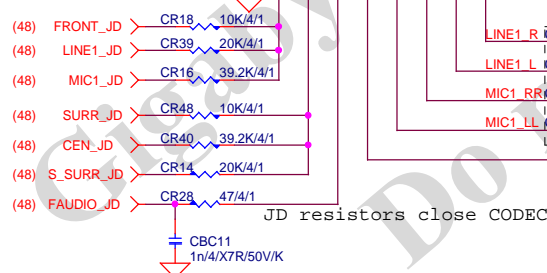 (48) FRONT_JD CR18 10K/4/1
(48) LINE1_JD CR39 20K/4/1
LINE1_R
(48) MIC1_JD CR16 39.2K/4/1
LINE1_L
MIC1_RR
(48) SURR_JD CR48 10K/4/1
MIC1_LL
(48) CEN_JD CR40 39.2K/4/1
(48) S_SURR_JD CR14 20K/4/1
(48) FAUDIO_JD CR28 47/4/1
JD resistors close CODEC
CBC11
1n/4/X7R/50V/K
Gigaby
Do